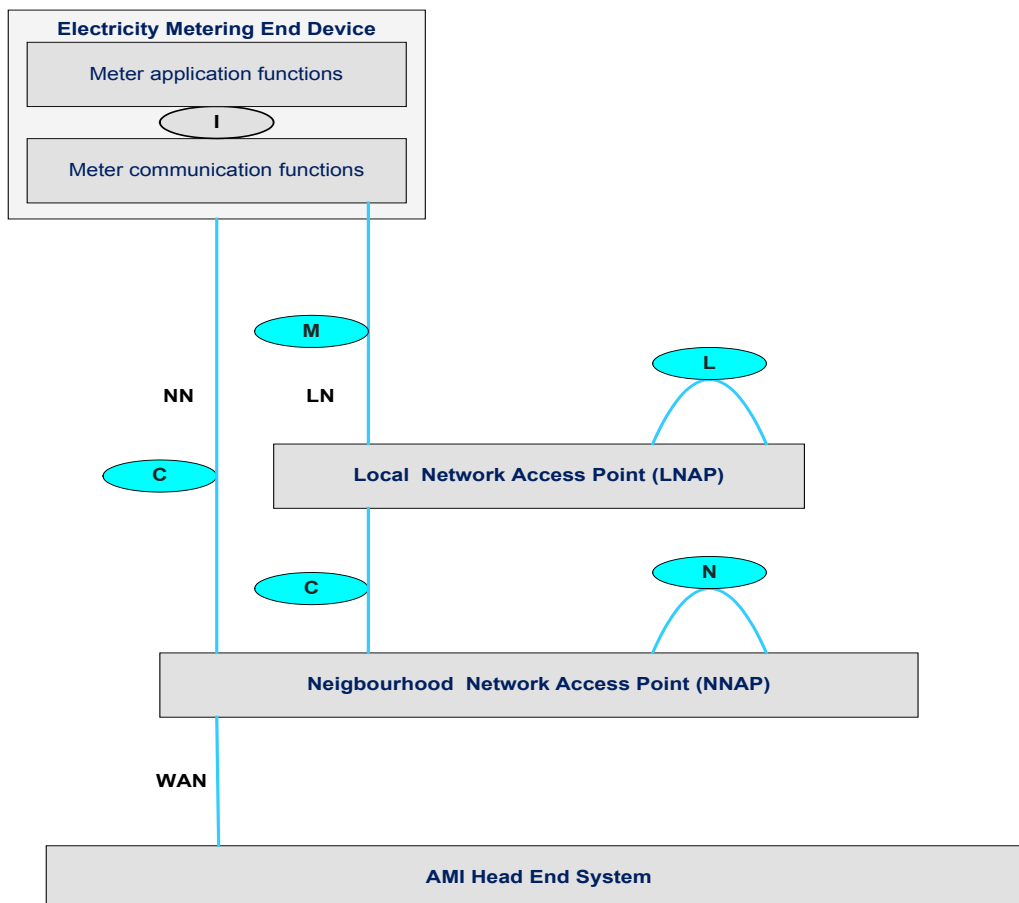 Electricity Metering End Device
Meter application functions
I
Meter communication functions
M
L
NN
LN
C
Local Network Access Point (LNAP)
C
N
Neigbourhood Network Access Point (NNAP)
WAN
AMI Head End System